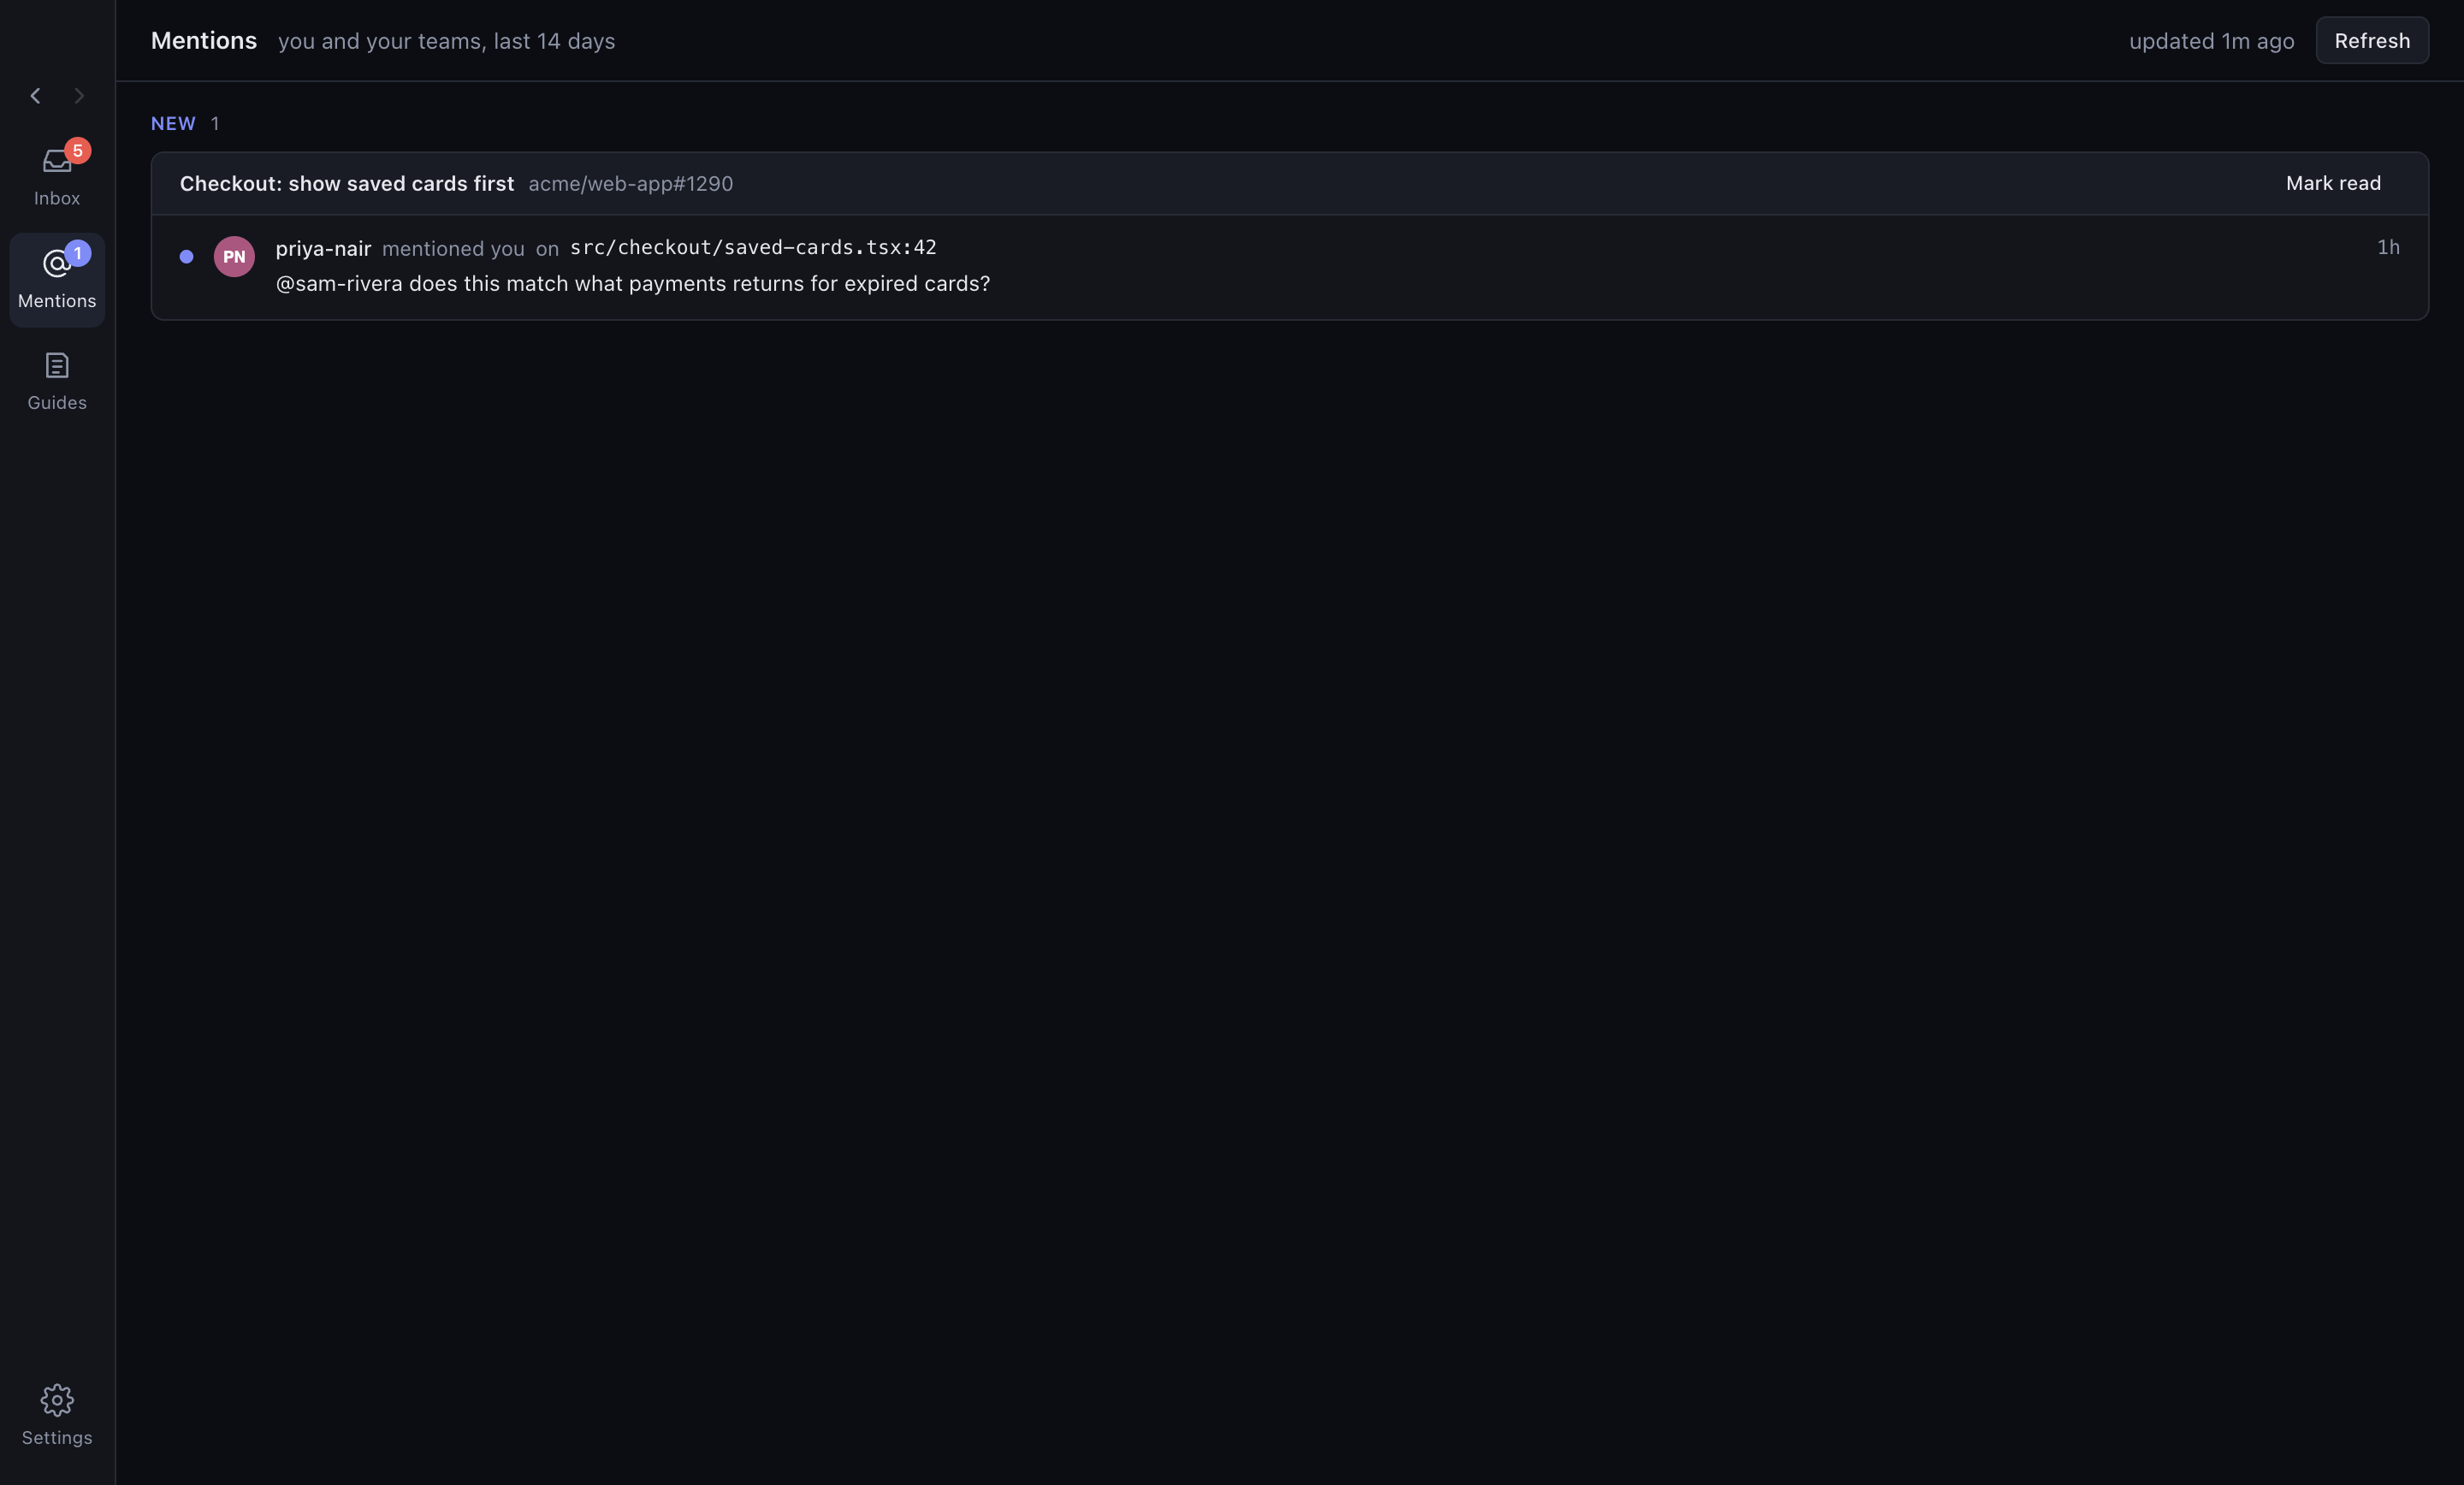 Mentions you and your teams, last 14 days updated 1m ago Refresh
5
Inbox
1
Mentions
Guides
Settings
NEW 1
Checkout: show saved cards first acme/web-app#1290 Mark read
PN priya-nair mentioned you on src/checkout/saved-cards.tsx:42 1h
@sam-rivera does this match what payments returns for expired cards?